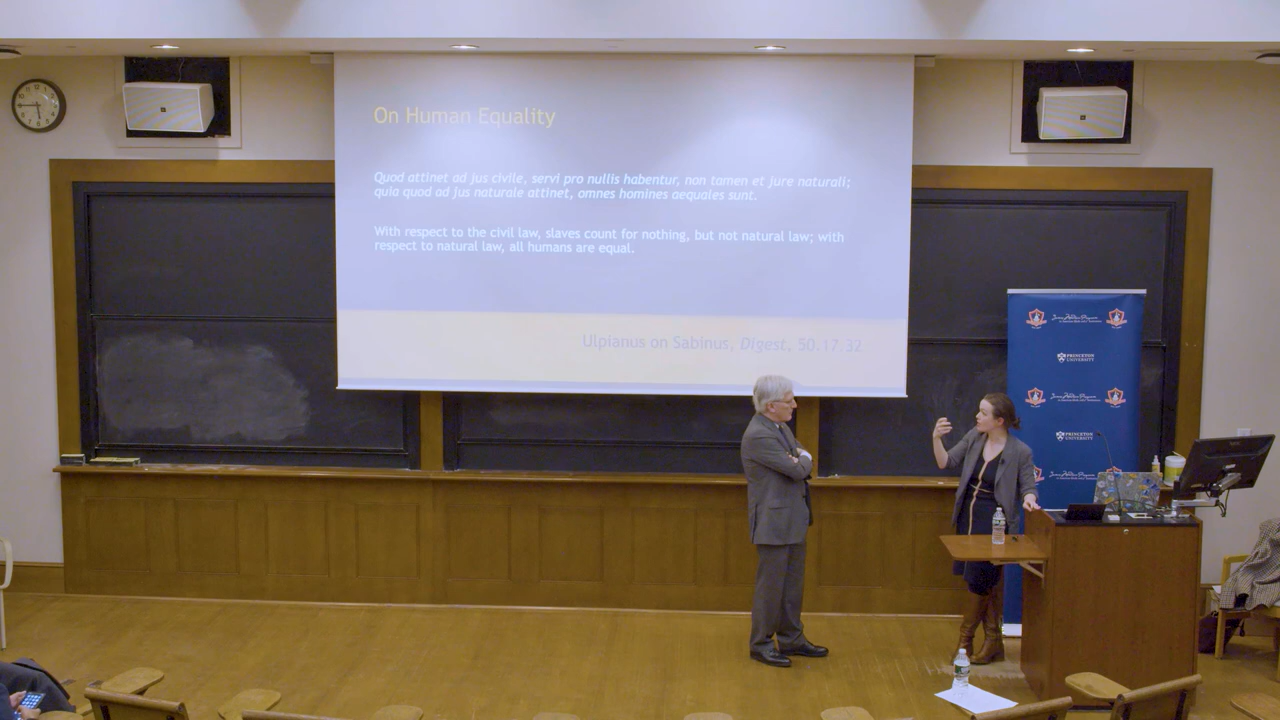 On Human Equality
Quod attinet ad jus civile, servi pro nullis habentur, non tamen et jure naturali;
quia quod ad jus naturale attinet, omnes homines aequales sunt.
With respect to the civil law, slaves count for nothing, but not natural law; with
respect to natural law, all humans are equal.
Ulpianus on Sabinus, Digest, 50.17.32
PRINCETON
UNIVERSITY
PRINCETON
UNIVERSITY